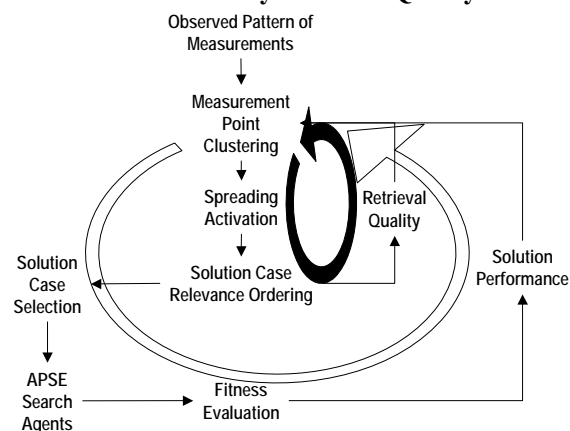 Observed Pattern of
Measurements
Measurement
Point
Clustering
Spreading
Activation
Retrieval
Quality
Solution Case
Relevance Ordering
Solution
Case
Selection
Solution
Performance
APSE
Search
Agents
Fitness
Evaluation